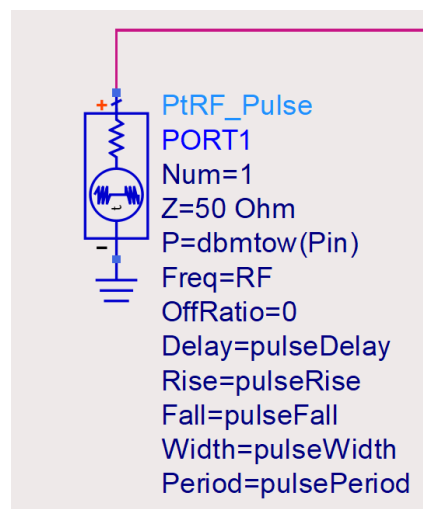 PtRF_Pulse
PORT1
Num=1
Z=50 Ohm
P=dbmtow(Pin)
Freq=RF
OffRatio=0
Delay=pulseDelay
Rise=pulseRise
Fall=pulseFall
Width=pulseWidth
Period=pulsePeriod